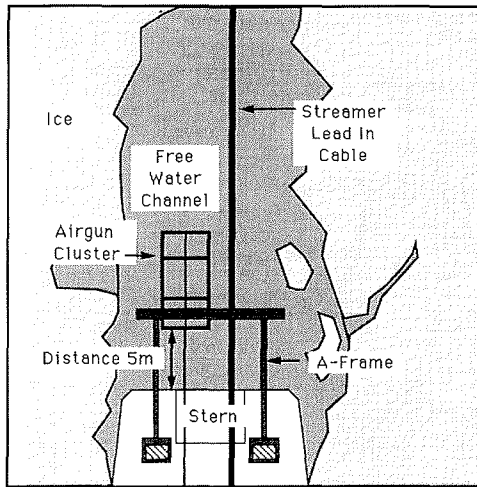 Ice
Streamer
Lead In
Cable
Free
Water
Channel
Airgun
Cluster
Distance 5m
A-Frame
Stern